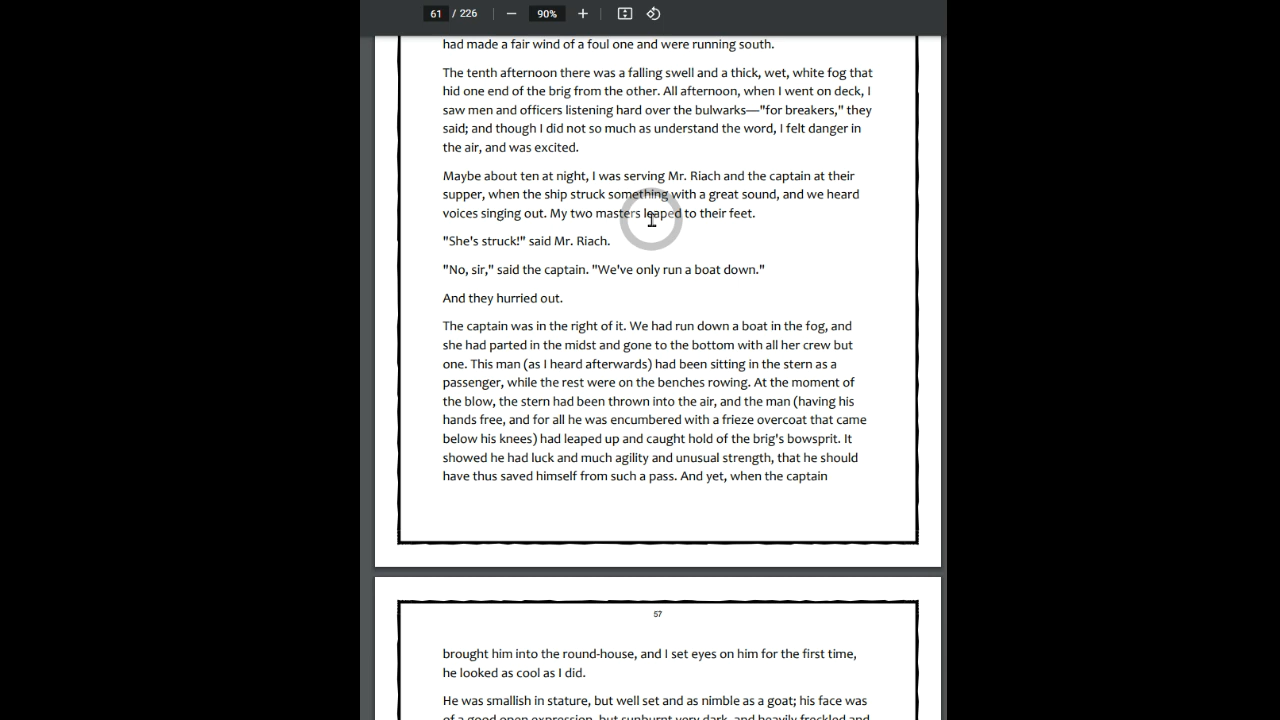 61 / 226
90%
had made a fair wind of a foul one and were running south.
The tenth afternoon there was a falling swell and a thick, wet, white fog that
hid one end of the brig from the other. All afternoon, when I went on deck, I
saw men and officers listening hard over the bulwarks—"for breakers," they
said; and though I did not so much as understand the word, I felt danger in
the air, and was excited.
Maybe about ten at night, I was serving Mr. Riach and the captain at their
supper, when the ship struck something with a great sound, and we heard
voices singing out. My two masters leaped to their feet.
"She's struck!" said Mr. Riach.
"No, sir," said the captain. "We've only run a boat down."
And they hurried out.
The captain was in the right of it. We had run down a boat in the fog, and
she had parted in the midst and gone to the bottom with all her crew but
one. This man (as I heard afterwards) had been sitting in the stern as a
passenger, while the rest were on the benches rowing. At the moment of
the blow, the stern had been thrown into the air, and the man (having his
hands free, and for all he was encumbered with a frieze overcoat that came
below his knees) had leaped up and caught hold of the brig's bowsprit. It
showed he had luck and much agility and unusual strength, that he should
have thus saved himself from such a pass. And yet, when the captain
57
brought him into the round-house, and I set eyes on him for the first time,
he looked as cool as I did.
He was smallish in stature, but well set and as nimble as a goat; his face was
of a good open expression, but sunburnt very dark, and heavily freckled and